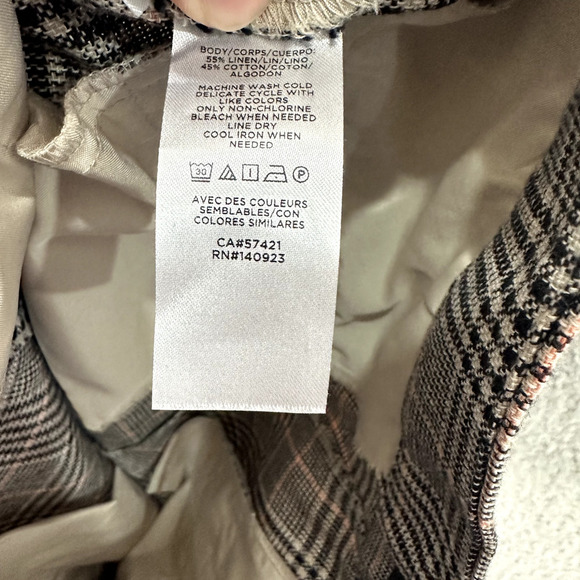 BODY/CORPS/CUERPO:
55% LINEN/LIN/LINO
45% COTTON/COTON/
ALGODON
MACHINE WASH COLD
DELICATE CYCLE WITH
LIKE COLORS
ONLY NON-CHLORINE
BLEACH WHEN NEEDED
LINE DRY
COOL IRON WHEN
NEEDED
30 P
AVEC DES COULEURS
SEMBLABLES/CON
COLORES SIMILARES
CA#57421
RN#140923